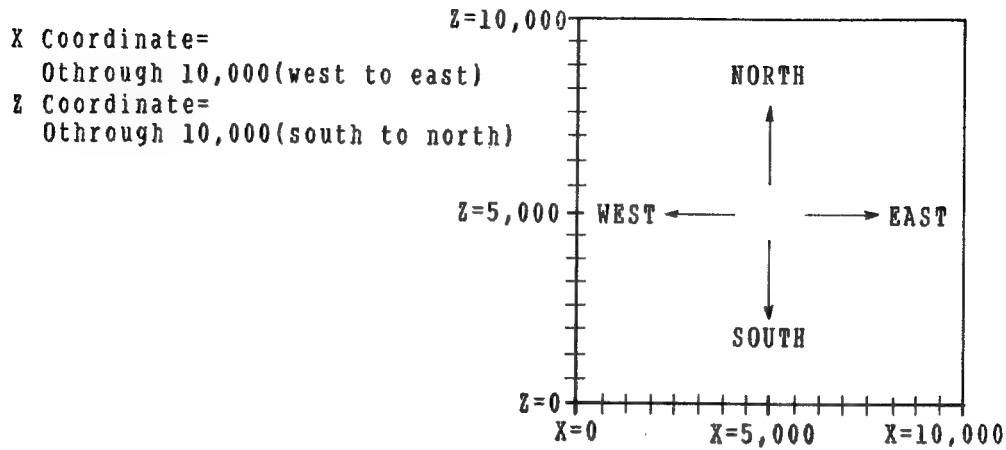 X Coordinate=
Othrough 10,000(west to east)
Z Coordinate=
Othrough 10,000(south to north)
Z=10,000
NORTH
Z=5,000
WEST
EAST
SOUTH
Z=0
X=0
X=5,000
X=10,000